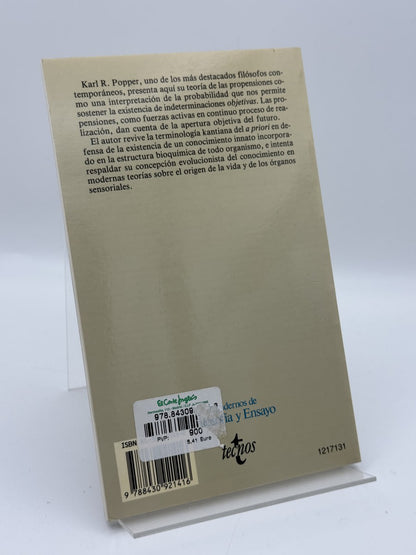 Karl R. Popper, uno de los más destacados filósofos con-
temporáneos, presenta aquí su teoría de las propensiones co-
mo una interpretación de la probabilidad que nos permite
sostener la existencia de indeterminaciones objetivas. Las pro-
pensiones, como fuerzas activas en continuo proceso de rea-
lización, dan cuenta de la apertura objetiva del futuro.
El autor revive la terminología kantiana del a priori en de-
fensa de la existencia de un conocimiento innato incorpora-
do en la estructura bioquímica de todo organismo, e intenta
respaldar su concepción evolucionista del conocimiento en
modernas teorías sobre el origen de la vida y de los órganos
sensoriales.
El Corte Inglés
978.84309
PVP: 900
5.41 Euro
dernos de
ía y Ensayo
ISBN
tecnos
1217131
9 788430 921416